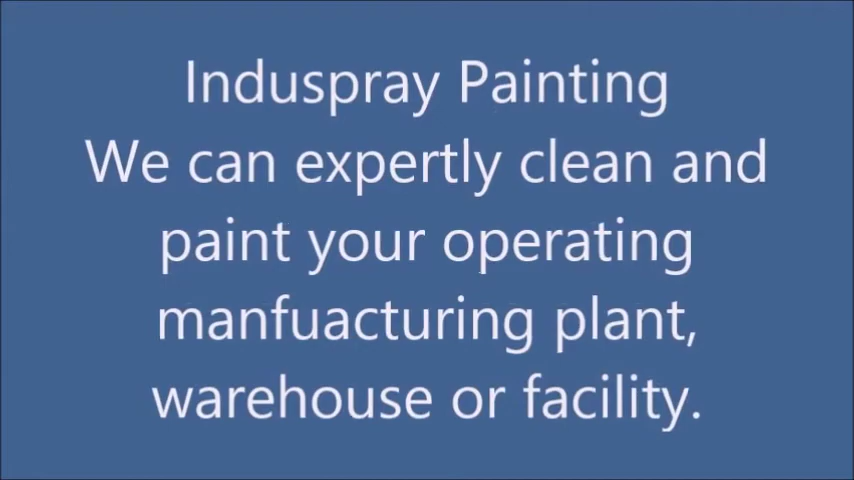 Induspray Painting
We can expertly clean and
paint your operating
manfuacturing plant,
warehouse or facility.